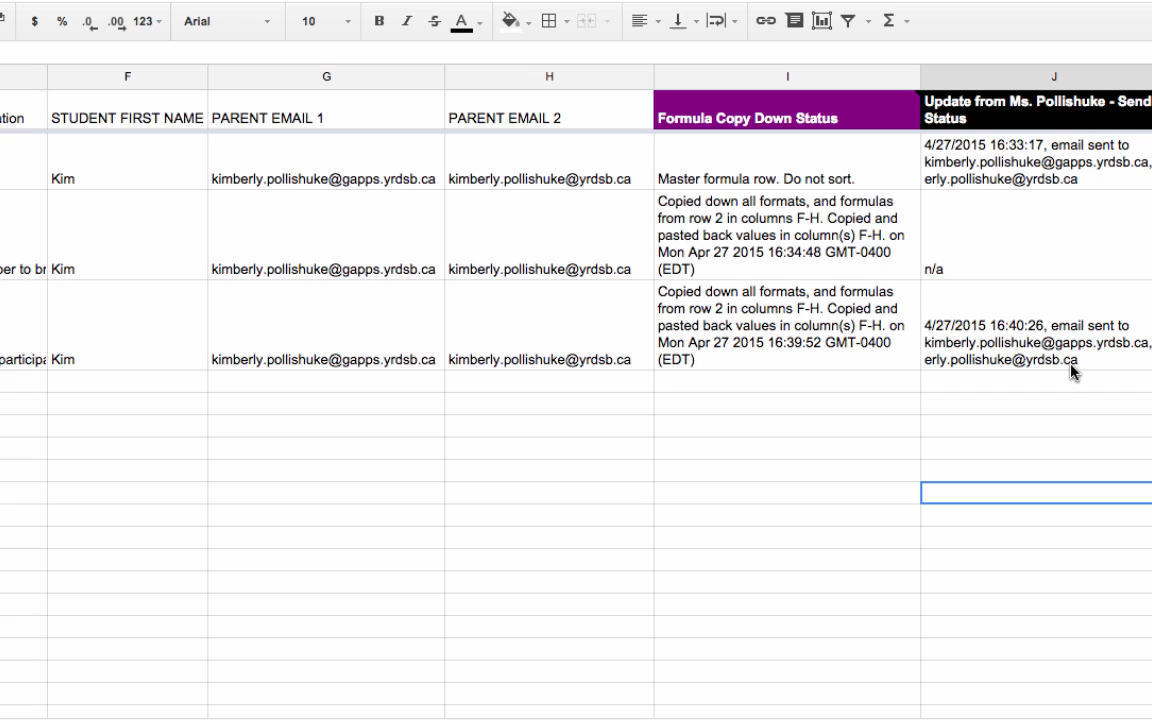 $ % .0 .00 123 Arial 10 B I S A Σ
F G H I J
ation STUDENT FIRST NAME PARENT EMAIL 1 PARENT EMAIL 2 Formula Copy Down Status Update from Ms. Pollishuke - Send
Status
Kim kimberly.pollishuke@gapps.yrdsb.ca kimberly.pollishuke@yrdsb.ca Master formula row. Do not sort.
4/27/2015 16:33:17, email sent to
kimberly.pollishuke@gapps.yrdsb.ca,
erly.pollishuke@yrdsb.ca
per to br Kim kimberly.pollishuke@gapps.yrdsb.ca kimberly.pollishuke@yrdsb.ca
Copied down all formats, and formulas
from row 2 in columns F-H. Copied and
pasted back values in column(s) F-H. on
Mon Apr 27 2015 16:34:48 GMT-0400
(EDT)
n/a
participa Kim kimberly.pollishuke@gapps.yrdsb.ca kimberly.pollishuke@yrdsb.ca
Copied down all formats, and formulas
from row 2 in columns F-H. Copied and
pasted back values in column(s) F-H. on
Mon Apr 27 2015 16:39:52 GMT-0400
(EDT)
4/27/2015 16:40:26, email sent to
kimberly.pollishuke@gapps.yrdsb.ca,
erly.pollishuke@yrdsb.ca